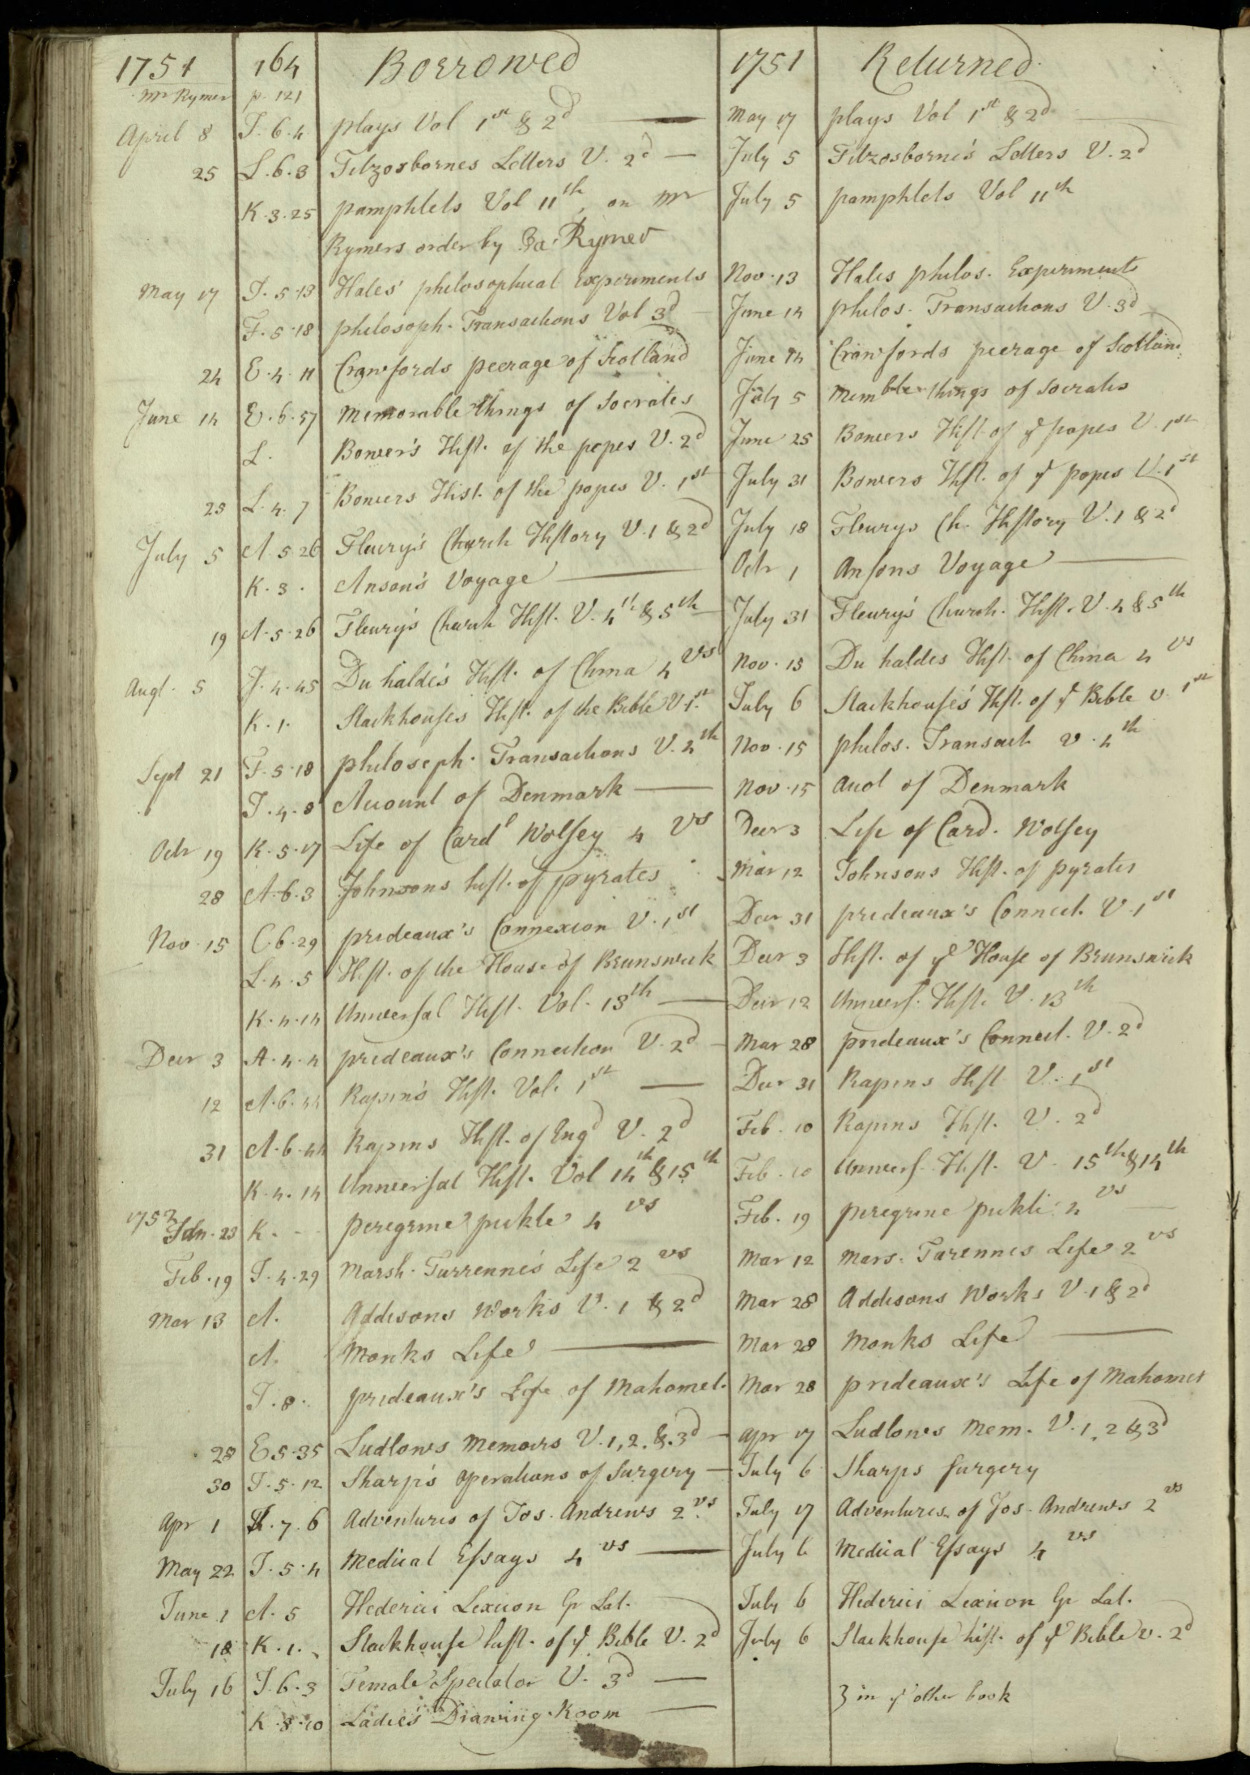 1751 164 Borrowed 1751 Returned
Mr Rymer p. 121
April 8 J.6.4 plays Vol 1st & 2d — May 17 plays Vol 1st & 2d
25 L.6.3 Fitzosbornes Letters V. 2d — July 5 Fitzosborne's Letters V. 2d
K.3.25 pamphlets Vol 11th, on Mr July 5 pamphlets Vol 11th
Rymers order by Ja: Rymer
May 17 J.5.13 Hales' philosophical Experiments Nov. 13 Hales philos. Experiments
F.5.18 philosoph. Transactions Vol 3d June 14 philos. Transactions V. 3d
24 E.4.11 Crawfords peerage of Scotland June 14 Crawfords peerage of Scotland
June 14 E.6.57 memorable things of Socrates July 5 memble things of Socrates
L. Bower's Hist. of the popes V. 2d June 25 Bowers Hist. of ye popes V. 1st
25 L.4.7 Bowers Hist. of the popes V. 1st July 31 Bowers Hist. of ye popes V. 1st
July 5 A.5.26 Fleury's Church History V. 1 & 2d July 18 Fleurys Ch. History V. 1 & 2d
K.3. Anson's Voyage — Octr 1 Ansons Voyage —
19 A.5.26 Fleury's Church Hist. V. 4th & 5th — July 31 Fleury's Church. Hist. V. 4 & 5th
Augt. 5 J.4.45 Du halde's Hist. of China 4 vs Nov. 15 Du haldes Hist. of China 4 vs
K.1. Stackhouse's Hist. of the Bible V 1st July 6 Stackhouse's Hist. of ye Bible v. 1st
Sept 21 F.5.18 philosoph. Transactions V. 4th Nov. 15 philos. Transact v. 4th
J.4.8 Account of Denmark — Nov. 15 Acct of Denmark
Octr 19 K.5.17 Life of Cardl Wolsey 4 vs Decr 3 Life of Card. Wolsey
28 A.6.3 Johnsons hist. of pyrates Mar 12 Johnsons Hist. of pyrates
Nov. 15 C 6.29 prideaux's Connexion V. 1st Decr 31 prideaux's Connect. V. 1st
L.4.5 Hist. of the House of Brunswick Decr 3 Hist. of ye House of Brunswick
K.4.14 Universal Hist. Vol. 13th — Decr 12 Univers. Hist. V. 13th
Decr 3 A.4.4 prideaux's Connection V. 2d — Mar 28 prideaux's Connect. V. 2d
12 A.6.44 Rapin's Hist. Vol. 1st — Decr 31 Rapins Hist V. 1st
31 A.6.44 Rapins Hist. of Engd V. 2d Feb. 10 Rapins Hist. V. 2d
K.4.14 Universal Hist. Vol 14th & 15th Feb. 10 Univers. Hist. V. 15th & 14th
1752 Jan. 23 K. - peregrine pickle 4 vs Feb. 19 peregrine pickle 4 vs —
Feb. 19 J.4.29 Marsh. Turrenne's Life 2 vs Mar 12 Mars. Turennes Life 2 vs
Mar 13 A. Addisons Works V. 1 & 2d Mar 28 Addisons Works V. 1 & 2d
A. Monks Life — Mar 28 Monks Life —
J.8. prideaux's Life of Mahomet. Mar 28 prideaux's Life of Mahomet
28 E.5.35 Ludlows Memoirs V. 1, 2, & 3d — Apr 17 Ludlows Mem. V. 1, 2 & 3d
30 J.5.12 Sharp's Operations of Surgery — July 6 Sharps Surgery
Apr 1 7.6 Adventures of Jos. Andrews 2 vs July 17 Adventures of Jos. Andrews 2 vs
May 22 J.5.4 Medical Essays 4 vs — July 6 Medical Essays 4 vs
June 1 A.5 Hederici Lexicon Gr Lat. July 6 Hederici Lexicon Gr Lat.
18 K.1. Stackhouse hist. of ye Bible V. 2d July 6 Stackhouse hist. of ye Bible v. 2d
July 16 J.6.3 Female Spectator V. 3d —
} in ye other book
K.8.10 Ladies Drawing Room —